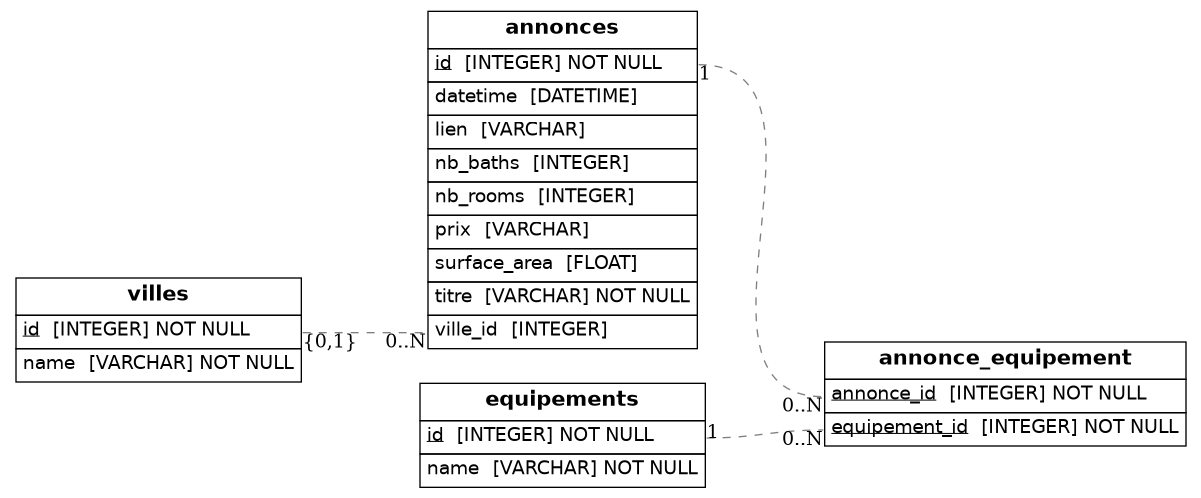 annonces
id [INTEGER] NOT NULL
datetime [DATETIME]
lien [VARCHAR]
nb_baths [INTEGER]
nb_rooms [INTEGER]
prix [VARCHAR]
surface_area [FLOAT]
titre [VARCHAR] NOT NULL
ville_id [INTEGER]
villes
id [INTEGER] NOT NULL
name [VARCHAR] NOT NULL
{0,1} 0..N
equipements
id [INTEGER] NOT NULL
name [VARCHAR] NOT NULL
annonce_equipement
annonce_id [INTEGER] NOT NULL
equipement_id [INTEGER] NOT NULL
1
0..N
1
0..N